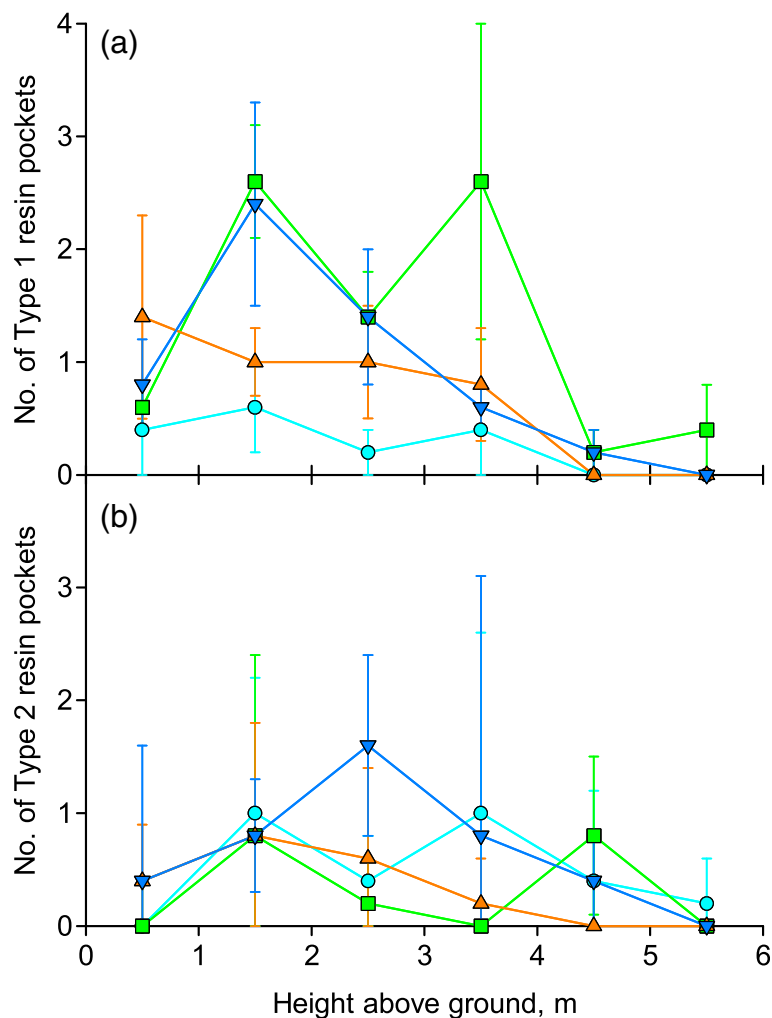 (a)
No. of Type 1 resin pockets
4
3
2
1
0
(b)
No. of Type 2 resin pockets
3
2
1
0
0 1 2 3 4 5 6
Height above ground, m